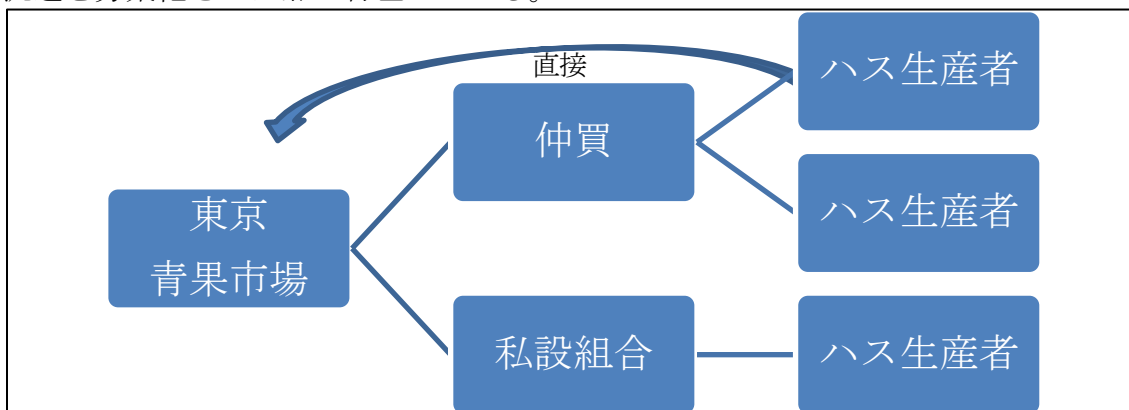 直接
ハス生産者
仲買
ハス生産者
東京
青果市場
私設組合
ハス生産者